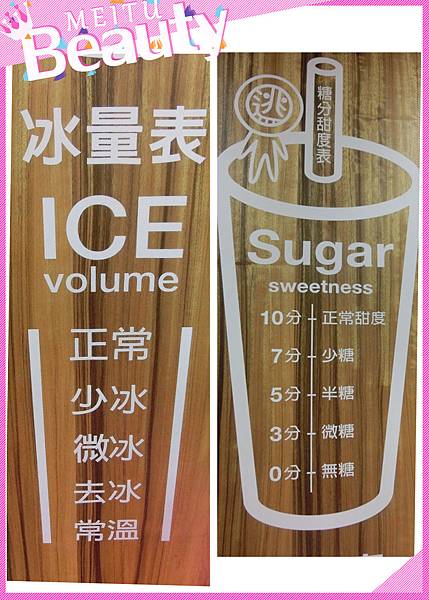 MEITU
Beauty
冰量表
ICE
volume
正常
少冰
微冰
去冰
常溫
糖分甜度表
Sugar
sweetness
10分 正常甜度
7分 少糖
5分 半糖
3分 微糖
0分 無糖